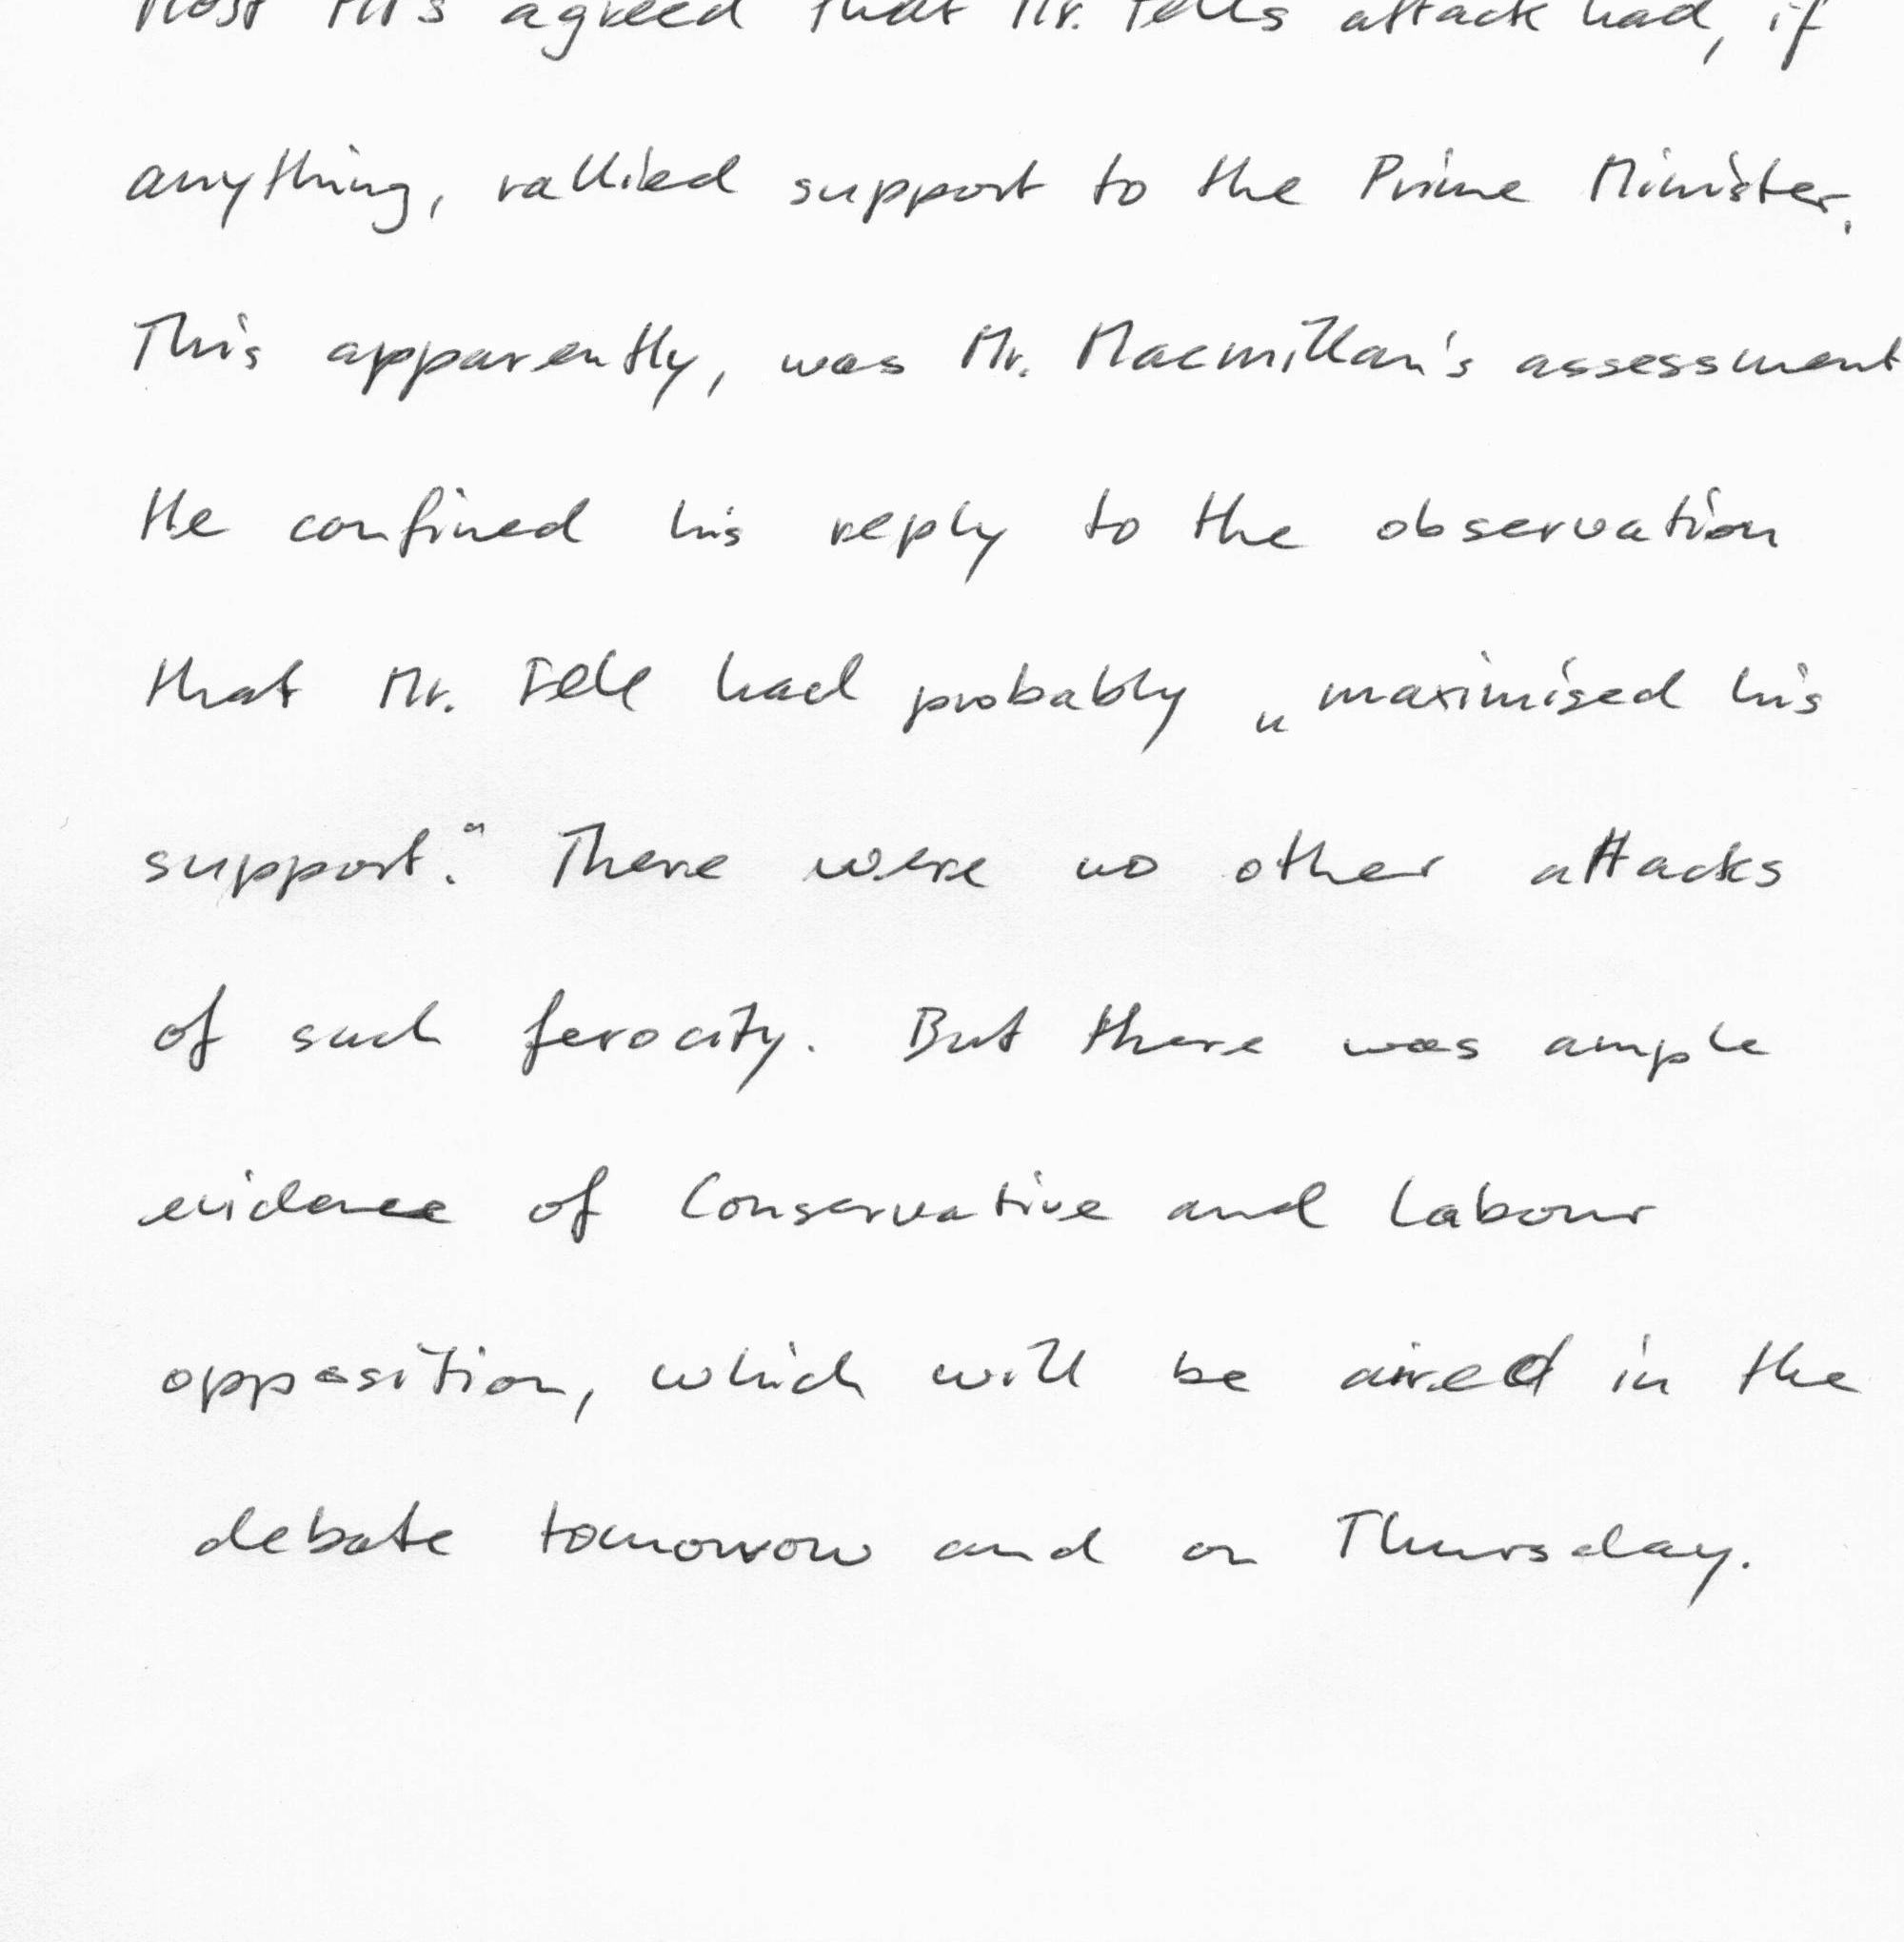 Most MPs agreed that Mr. Fells attack had, if
anything, rallied support to the Prime Minister.
This apparently, was Mr. Macmillan's assessment
He confined his reply to the observation
that Mr. Fell had probably „maximised his
support.“ There were no other attacks
of such ferocity. But there was ample
evidence of Conservative and Labour
opposition, which will be aired in the
debate tomorrow and on Thursday.